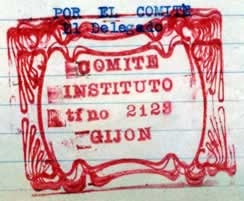 POR EL COMITE
El Delegado
COMITE
INSTITUTO
tfno 2123
GIJON